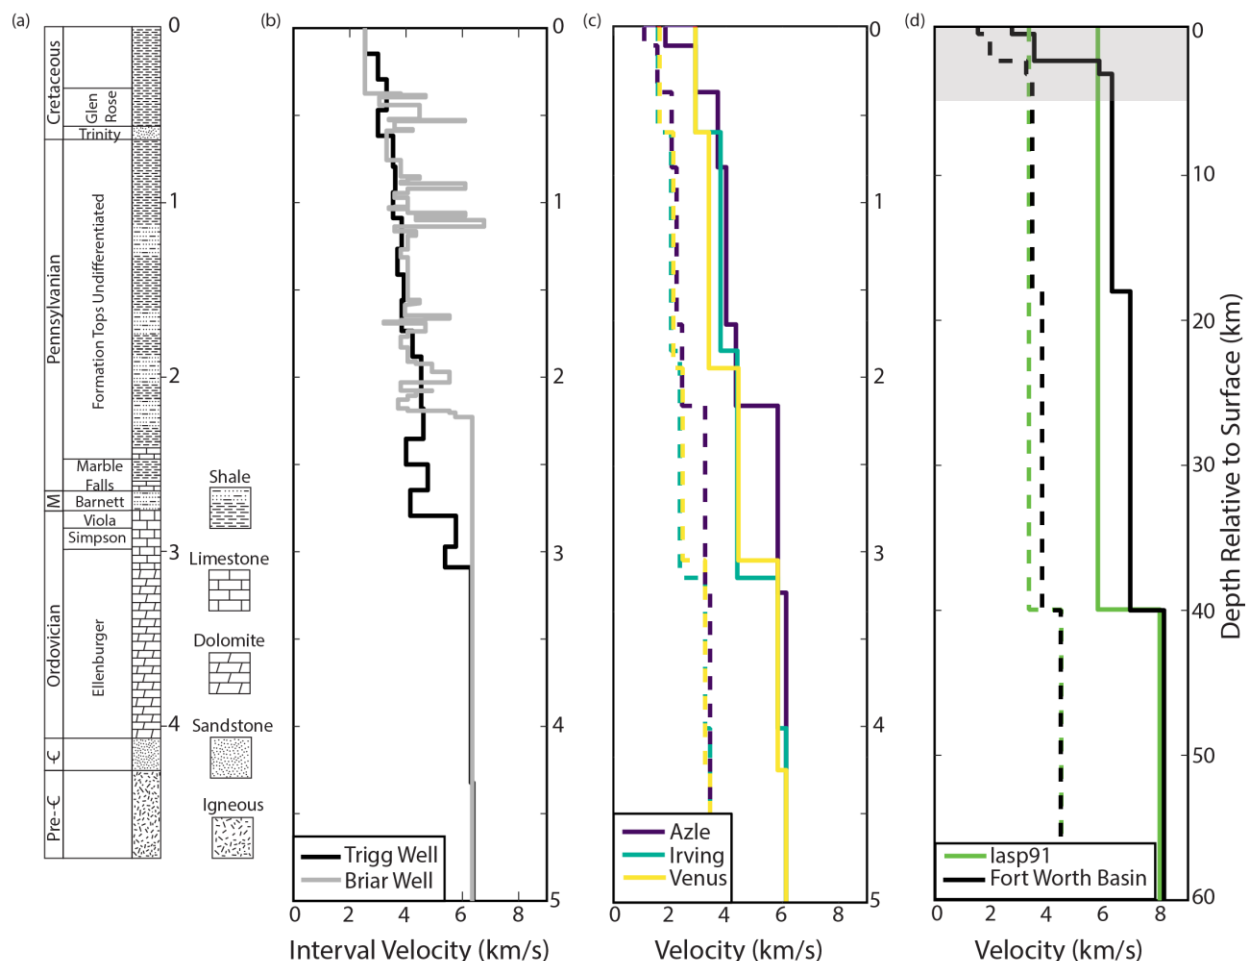 (a)
(b)
(c)
(d)
0
1
2
3
4
Cretaceous
Glen
Rose
Trinity
Pennsylvanian
Formation Tops Undifferentiated
Marble
Falls
M
Barnett
Viola
Simpson
Ordovician
Ellenburger
-C
Pre--C
Shale
Limestone
Dolomite
Sandstone
Igneous
0
1
2
3
4
5
Trigg Well
Briar Well
0 2 4 6 8
Interval Velocity (km/s)
0
1
2
3
4
5
Azle
Irving
Venus
0 2 4 6 8
Velocity (km/s)
0
10
20
30
40
50
60
Depth Relative to Surface (km)
Iasp91
Fort Worth Basin
0 2 4 6 8
Velocity (km/s)